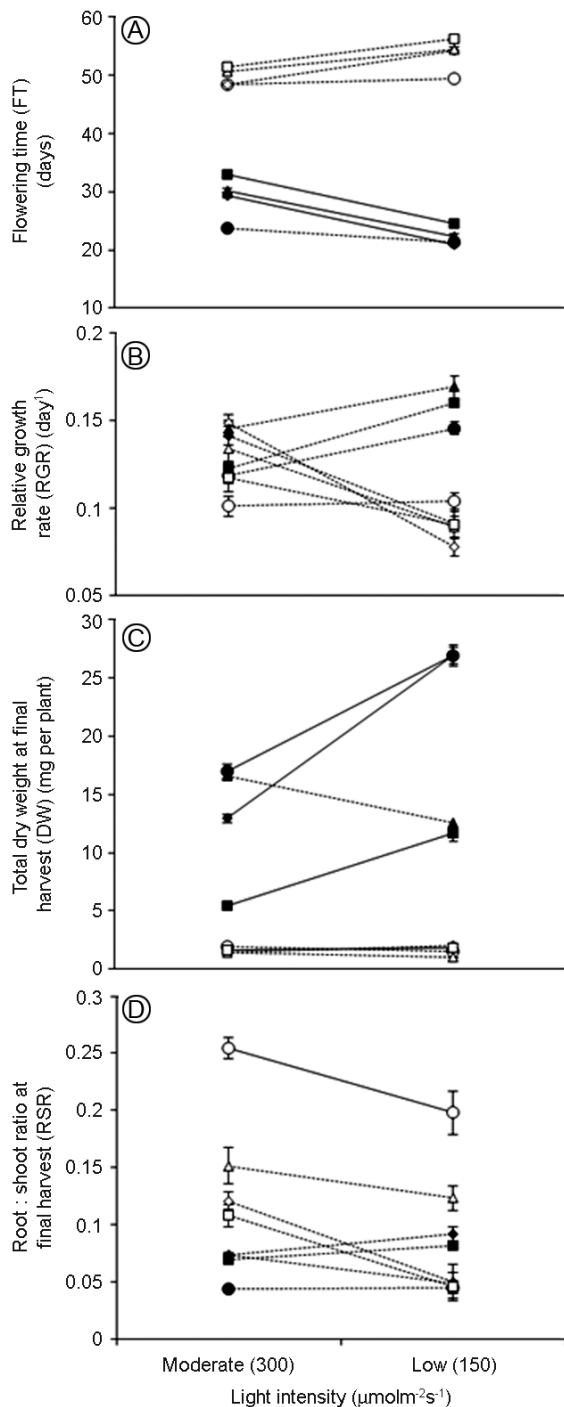 A
60
50
40
30
20
10
Flowering time (FT)
(days)
B
0.2
0.15
0.1
0.05
Relative growth
rate (RGR) (day¹)
C
30
25
20
15
10
5
0
Total dry weight at final
harvest (DW) (mg per plant)
D
0.3
0.25
0.2
0.15
0.1
0.05
0
Root : shoot ratio at
final harvest (RSR)
Moderate (300) Low (150)
Light intensity (µmolm⁻²s⁻¹)